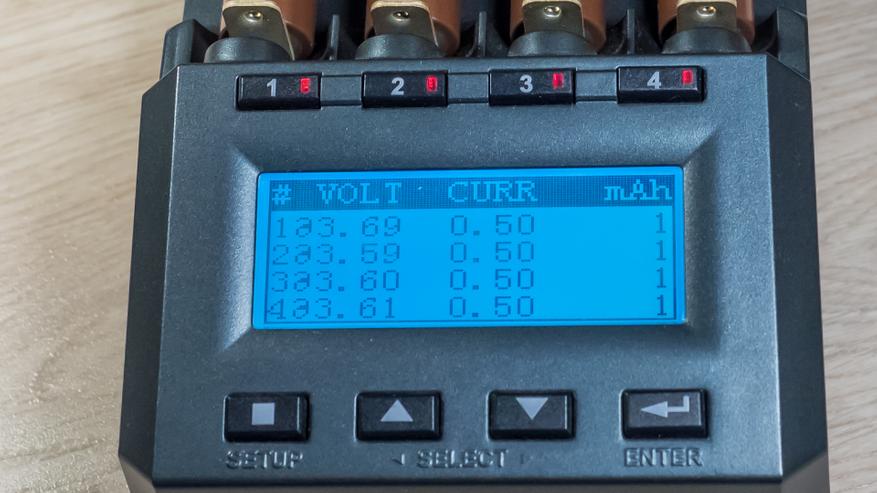 1 2 3 4
# VOLT CURR mAh
1∂3.69 0.50 1
2∂3.59 0.50 1
3∂3.60 0.50 1
4∂3.61 0.50 1
SETUP SELECT ENTER